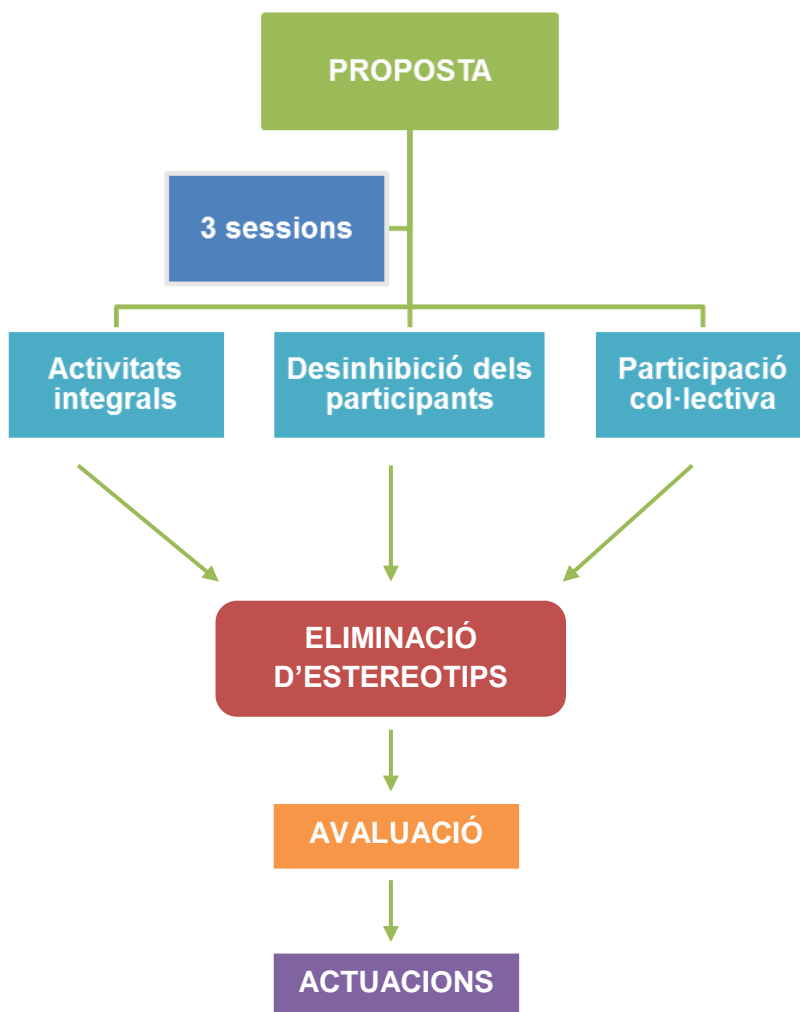 PROPOSTA
3 sessions
Activitats
integrals
Desinhibició dels
participants
Participació
col·lectiva
ELIMINACIÓ
D’ESTEREOTIPS
AVALUACIÓ
ACTUACIONS